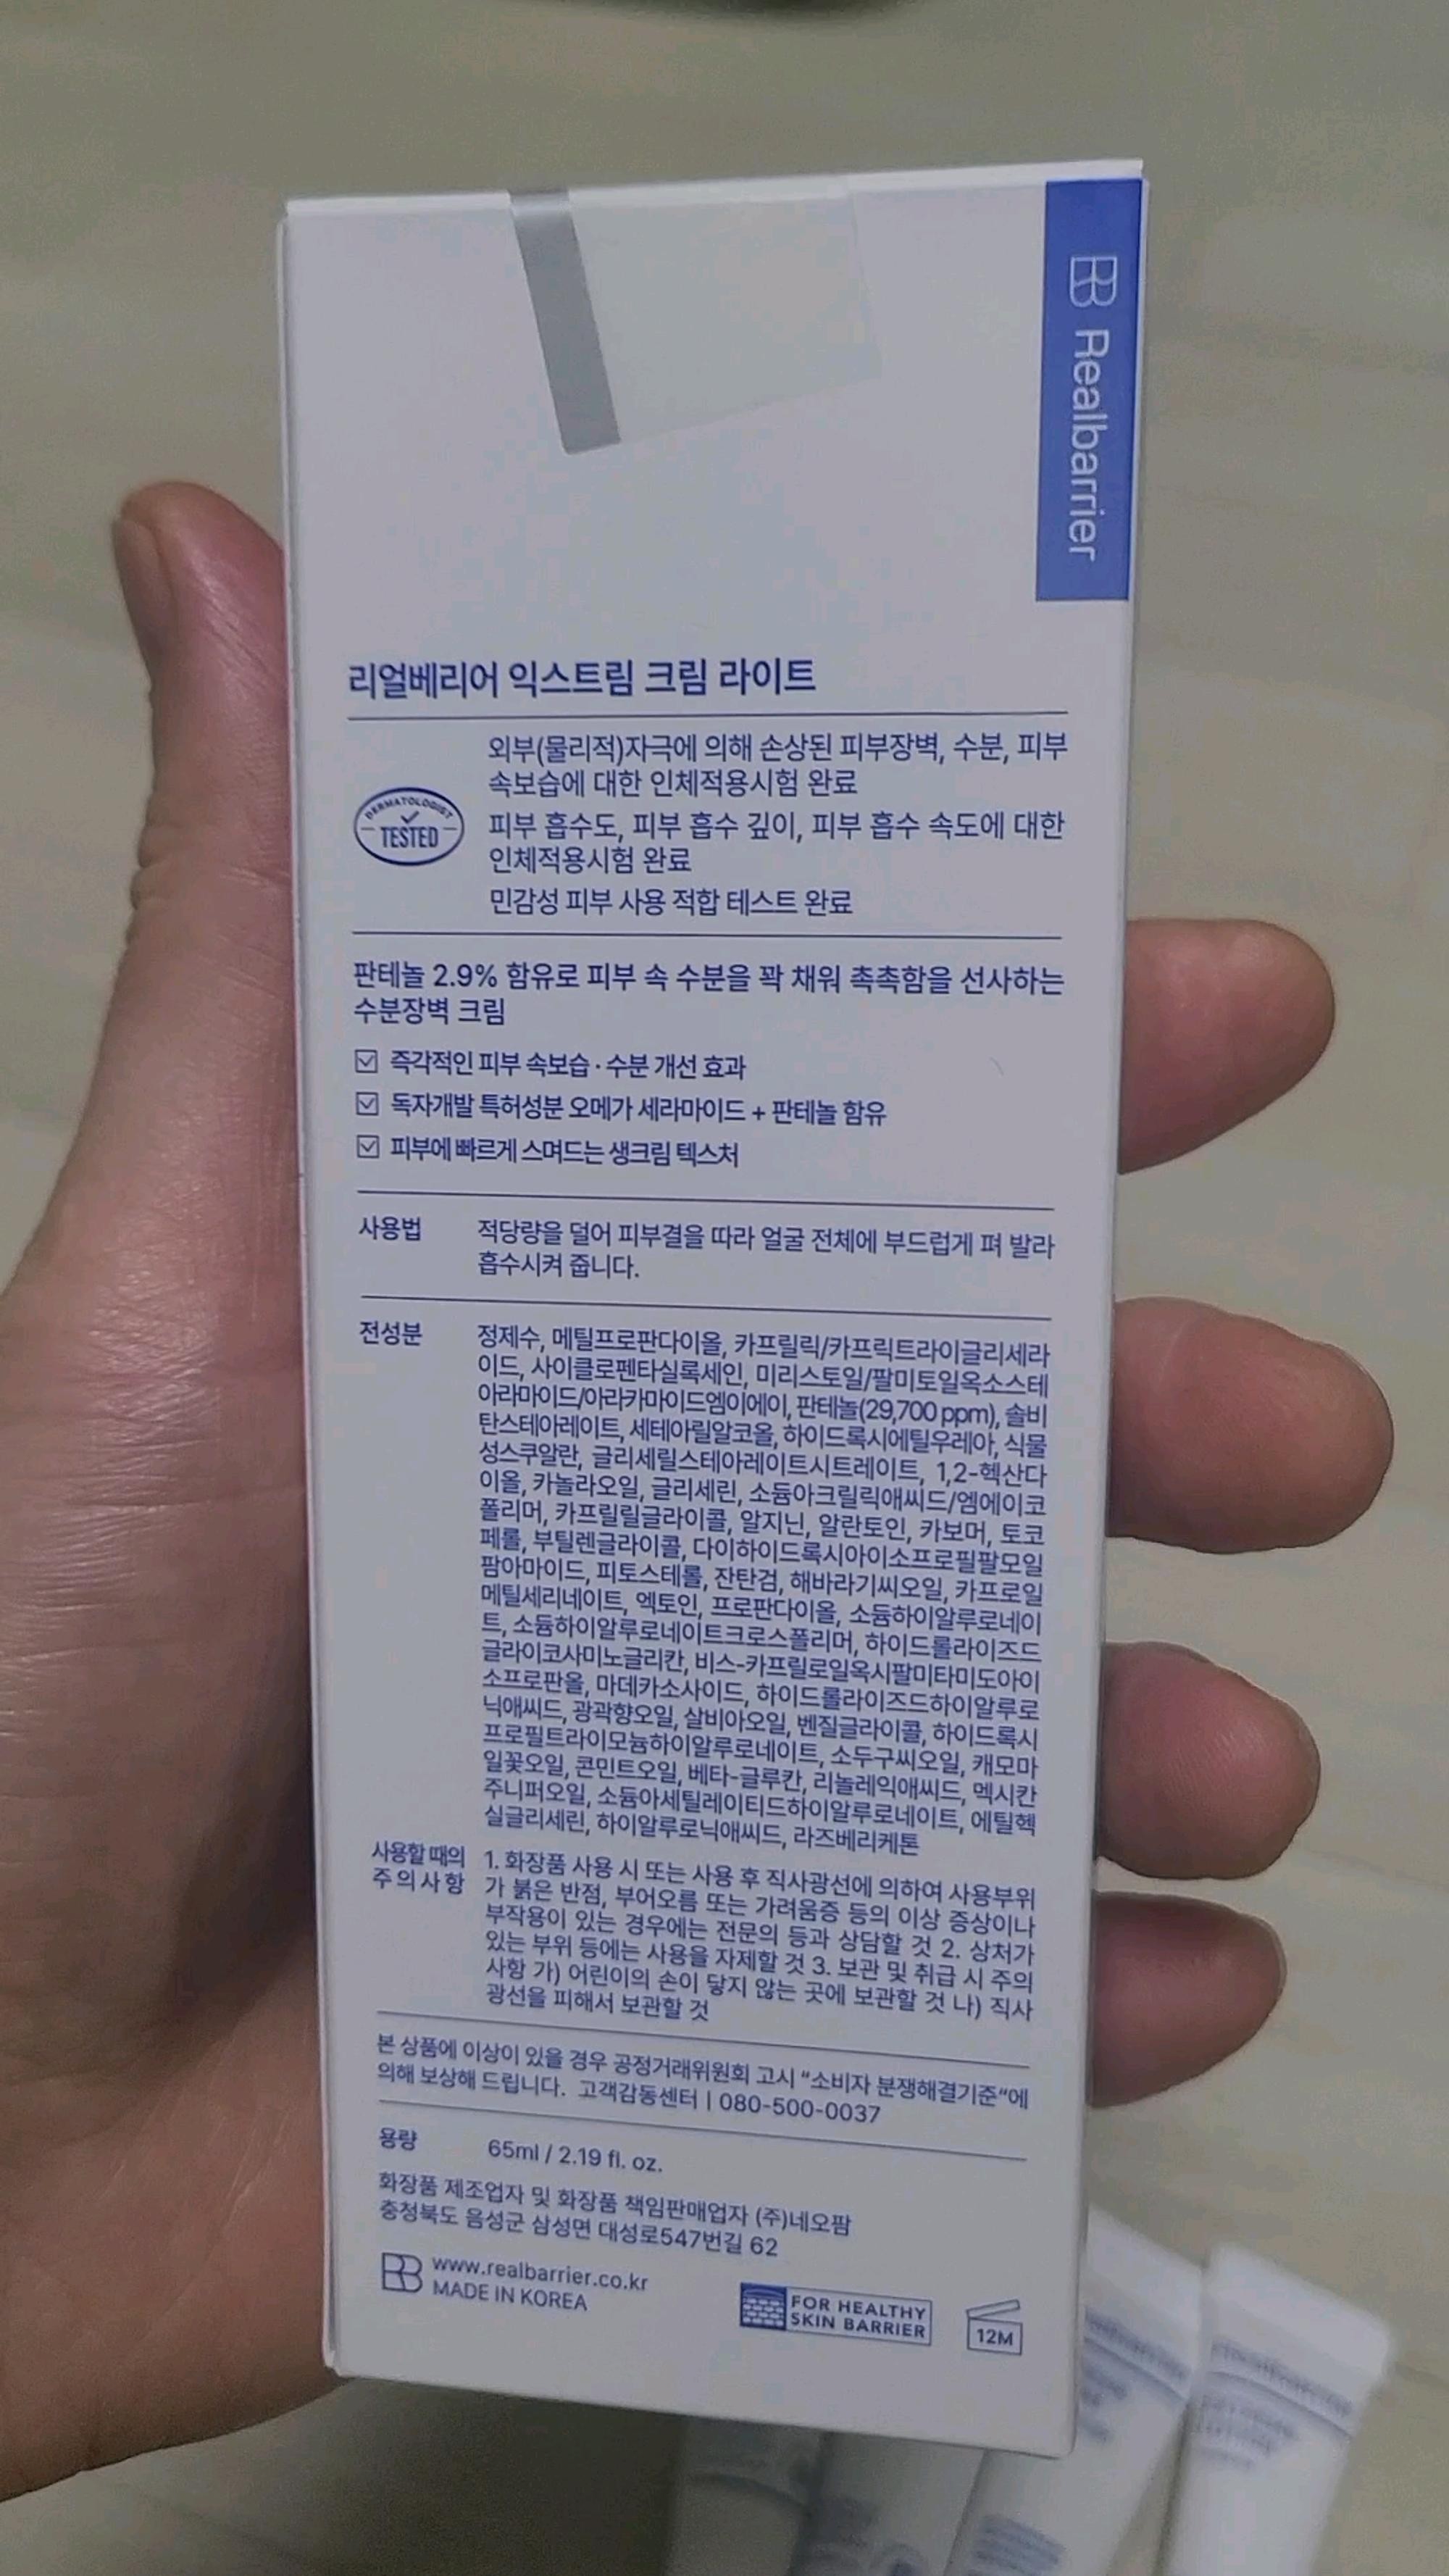 Realbarrier
리얼베리어 익스트림 크림 라이트
외부(물리적)자극에 의해 손상된 피부장벽, 수분, 피부
속보습에 대한 인체적용시험 완료
DERMATOLOGIST
TESTED
피부 흡수도, 피부 흡수 깊이, 피부 흡수 속도에 대한
인체적용시험 완료
민감성 피부 사용 적합 테스트 완료
판테놀 2.9% 함유로 피부 속 수분을 꽉 채워 촉촉함을 선사하는
수분장벽 크림
즉각적인 피부 속보습·수분 개선 효과
독자개발 특허성분 오메가 세라마이드 + 판테놀 함유
피부에 빠르게 스며드는 생크림 텍스처
사용법 적당량을 덜어 피부결을 따라 얼굴 전체에 부드럽게 펴 발라
흡수시켜 줍니다.
전성분 정제수, 메틸프로판다이올, 카프릴릭/카프릭트라이글리세라
이드, 사이클로펜타실록세인, 미리스토일/팔미토일옥소스테
아라마이드/아라카마이드엠이에이, 판테놀(29,700 ppm), 솔비
탄스테아레이트, 세테아릴알코올, 하이드록시에틸우레아, 식물
성스쿠알란, 글리세릴스테아레이트시트레이트, 1,2-헥산다
이올, 카놀라오일, 글리세린, 소듐아크릴릭애씨드/엠에이코
폴리머, 카프릴릴글라이콜, 알지닌, 알란토인, 카보머, 토코
페롤, 부틸렌글라이콜, 다이하이드록시아이소프로필팔모일
팜아마이드, 피토스테롤, 잔탄검, 해바라기씨오일, 카프로일
메틸세리네이트, 엑토인, 프로판다이올, 소듐하이알루로네이
트, 소듐하이알루로네이트크로스폴리머, 하이드롤라이즈드
글라이코사미노글리칸, 비스-카프릴로일옥시팔미타미도아이
소프로판올, 마데카소사이드, 하이드롤라이즈드하이알루로
닉애씨드, 광곽향오일, 살비아오일, 벤질글라이콜, 하이드록시
프로필트라이모늄하이알루로네이트, 소두구씨오일, 캐모마
일꽃오일, 콘민트오일, 베타-글루칸, 리놀레익애씨드, 멕시칸
주니퍼오일, 소듐아세틸레이티드하이알루로네이트, 에틸헥
실글리세린, 하이알루로닉애씨드, 라즈베리케톤
사용할 때의 주의사항
1. 화장품 사용 시 또는 사용 후 직사광선에 의하여 사용부위
가 붉은 반점, 부어오름 또는 가려움증 등의 이상 증상이나
부작용이 있는 경우에는 전문의 등과 상담할 것 2. 상처가
있는 부위 등에는 사용을 자제할 것 3. 보관 및 취급 시 주의
사항 가) 어린이의 손이 닿지 않는 곳에 보관할 것 나) 직사
광선을 피해서 보관할 것
본 상품에 이상이 있을 경우 공정거래위원회 고시 “소비자 분쟁해결기준“에
의해 보상해 드립니다. 고객감동센터 | 080-500-0037
용량 65ml / 2.19 fl. oz.
화장품 제조업자 및 화장품 책임판매업자 (주)네오팜
충청북도 음성군 삼성면 대성로547번길 62
www.realbarrier.co.kr
MADE IN KOREA
FOR HEALTHY
SKIN BARRIER
12M